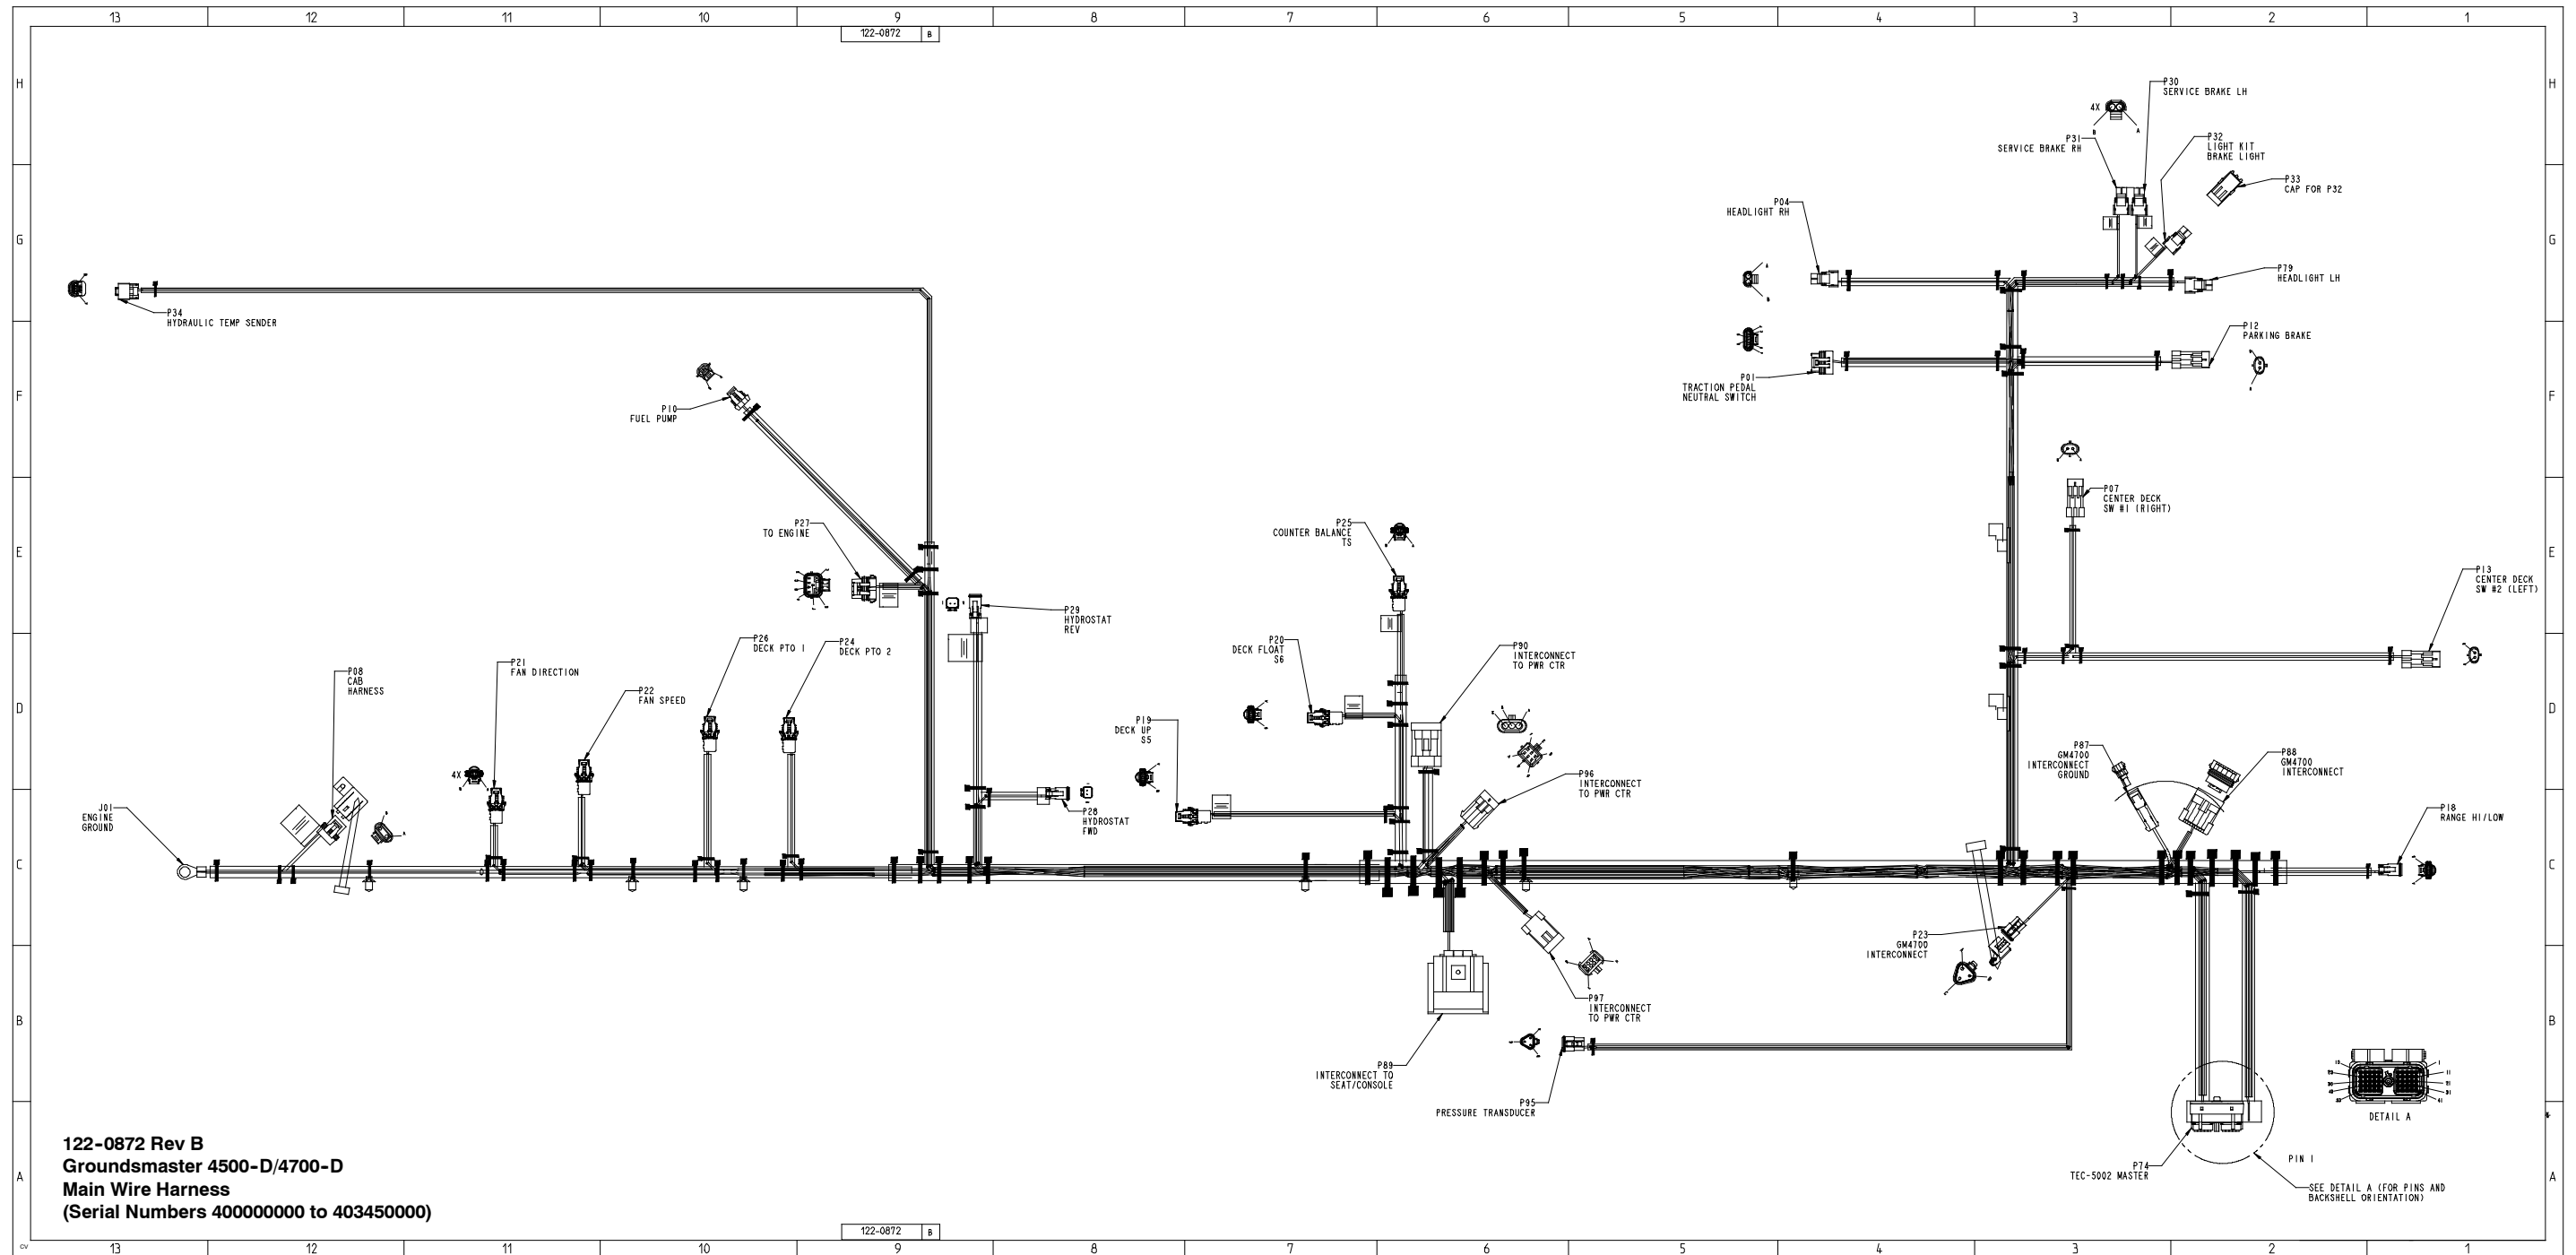 13 12 11 10 9 8 7 6 5 4 3 2 1
122-0872 B
H H
P30
SERVICE BRAKE LH
4X
B A
P31
SERVICE BRAKE RH
P32
LIGHT KIT
BRAKE LIGHT
P33
CAP FOR P32
P04
HEADLIGHT RH
G G
A
B
P79
HEADLIGHT LH
P34
HYDRAULIC TEMP SENDER
P12
PARKING BRAKE
P01
TRACTION PEDAL
NEUTRAL SWITCH
F F
P10
FUEL PUMP
P07
CENTER DECK
SW #1 (RIGHT)
P27
TO ENGINE
P25
COUNTER BALANCE
TS
E E
P13
CENTER DECK
SW #2 (LEFT)
P29
HYDROSTAT
REV
P26
DECK PTO 1
P24
DECK PTO 2
P20
DECK FLOAT
S6
P90
INTERCONNECT
TO PWR CTR
P08
CAB
HARNESS
P21
FAN DIRECTION
P22
FAN SPEED
D D
P19
DECK UP
S5
P87
GM4700
INTERCONNECT
GROUND
P88
GM4700
INTERCONNECT
4X
P96
INTERCONNECT
TO PWR CTR
J01
ENGINE
GROUND
P28
HYDROSTAT
FWD
P18
RANGE HI/LOW
C C
P23
GM4700
INTERCONNECT
P97
INTERCONNECT
TO PWR CTR
B B
P89
INTERCONNECT TO
SEAT/CONSOLE
P95
PRESSURE TRANSDUCER
DETAIL A
122-0872 Rev B
Groundsmaster 4500-D/4700-D
Main Wire Harness
(Serial Numbers 400000000 to 403450000)
A A
P74
TEC-5002 MASTER
PIN 1
SEE DETAIL A (FOR PINS AND
BACKSHELL ORIENTATION)
122-0872 B
CV
13 12 11 10 9 8 7 6 5 4 3 2 1